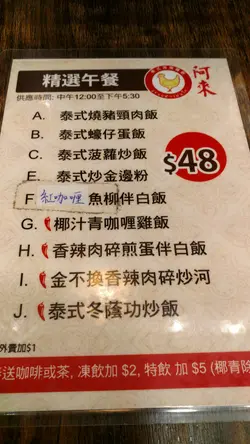 阿來
精選午餐
供應時間: 中午12:00至下午5:30
$48
A. 泰式燒豬頸肉飯
B. 泰式蠔仔蛋飯
C. 泰式菠蘿炒飯
E. 泰式炒金邊粉
F 紅咖喱 魚柳伴白飯
G. 椰汁青咖喱雞飯
H. 香辣肉碎煎蛋伴白飯
I. 金不換香辣肉碎炒河
J. 泰式冬蔭功炒飯
外賣加$1
送咖啡或茶, 凍飲加 $2, 特飲 加 $5 (椰青除